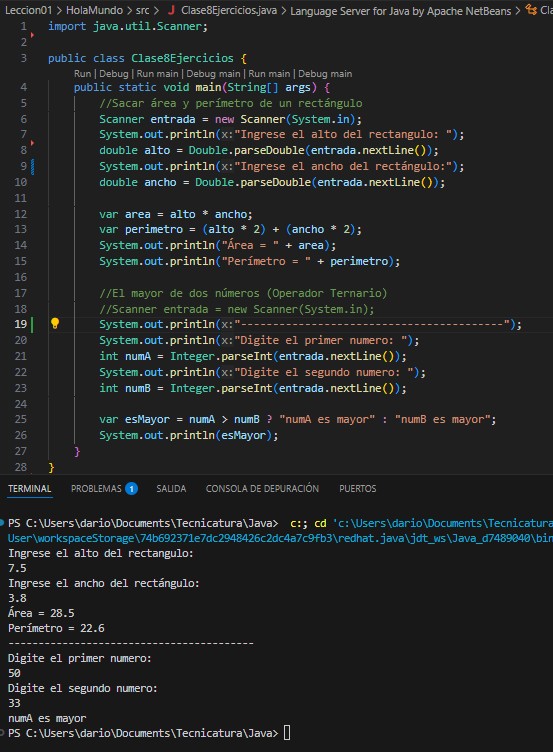 Leccion01 > HolaMundo > src > J Clase8Ejercicios.java > Language Server for Java by Apache NetBeans > Cla
1 import java.util.Scanner;
2
3 public class Clase8Ejercicios {
Run | Debug | Run main | Debug main | Run main | Debug main
4 public static void main(String[] args) {
5 //Sacar área y perímetro de un rectángulo
6 Scanner entrada = new Scanner(System.in);
7 System.out.println(x:"Ingrese el alto del rectangulo: ");
8 double alto = Double.parseDouble(entrada.nextLine());
9 System.out.println(x:"Ingrese el ancho del rectángulo:");
10 double ancho = Double.parseDouble(entrada.nextLine());
11
12 var area = alto * ancho;
13 var perimetro = (alto * 2) + (ancho * 2);
14 System.out.println("Área = " + area);
15 System.out.println("Perímetro = " + perimetro);
16
17 //El mayor de dos números (Operador Ternario)
18 //Scanner entrada = new Scanner(System.in);
19 System.out.println(x:"-----------------------------------------");
20 System.out.println(x:"Digite el primer numero: ");
21 int numA = Integer.parseInt(entrada.nextLine());
22 System.out.println(x:"Digite el segundo numero: ");
23 int numB = Integer.parseInt(entrada.nextLine());
24
25 var esMayor = numA > numB ? "numA es mayor" : "numB es mayor";
26 System.out.println(esMayor);
27 }
28 }
TERMINAL PROBLEMAS 1 SALIDA CONSOLA DE DEPURACIÓN PUERTOS
PS C:\Users\dario\Documents\Tecnicatura\Java> c:; cd 'c:\Users\dario\Documents\Tecnicatura
User\workspaceStorage\74b692371e7dc2948426c2dc4a7c9fb3\redhat.java\jdt_ws\Java_d7489040\bin
Ingrese el alto del rectangulo:
7.5
Ingrese el ancho del rectángulo:
3.8
Área = 28.5
Perímetro = 22.6
-----------------------------------------
Digite el primer numero:
50
Digite el segundo numero:
33
numA es mayor
PS C:\Users\dario\Documents\Tecnicatura\Java>